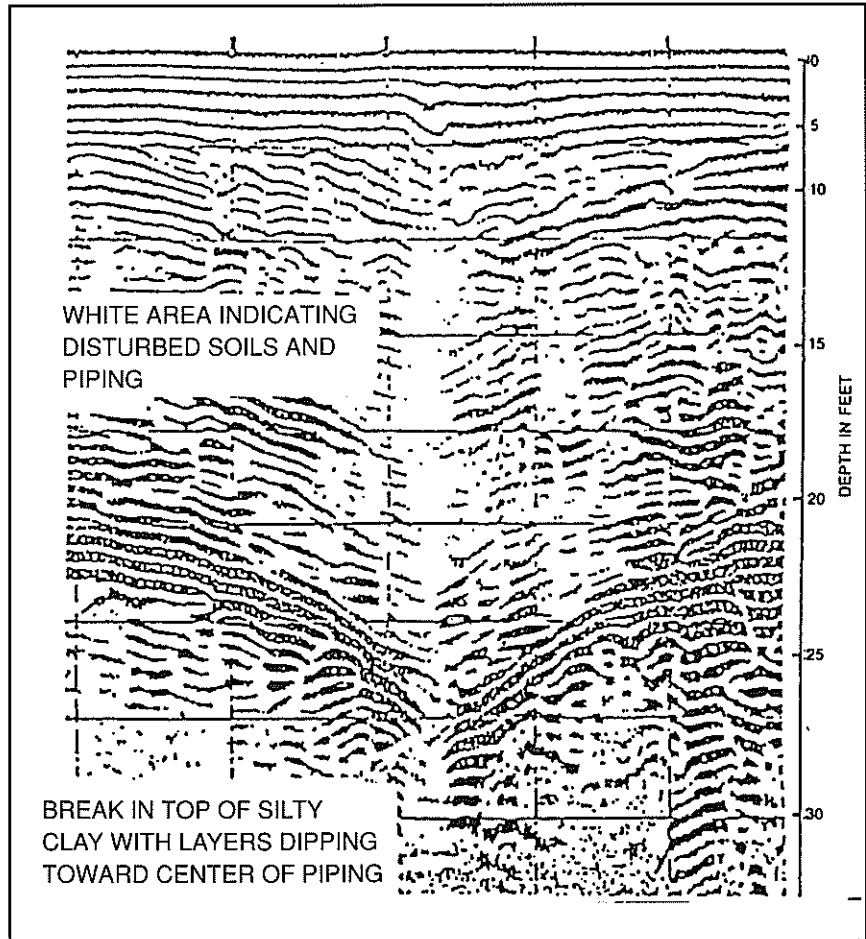 0
5
10
WHITE AREA INDICATING
DISTURBED SOILS AND
PIPING
15
DEPTH IN FEET
20
25
30
BREAK IN TOP OF SILTY
CLAY WITH LAYERS DIPPING
TOWARD CENTER OF PIPING